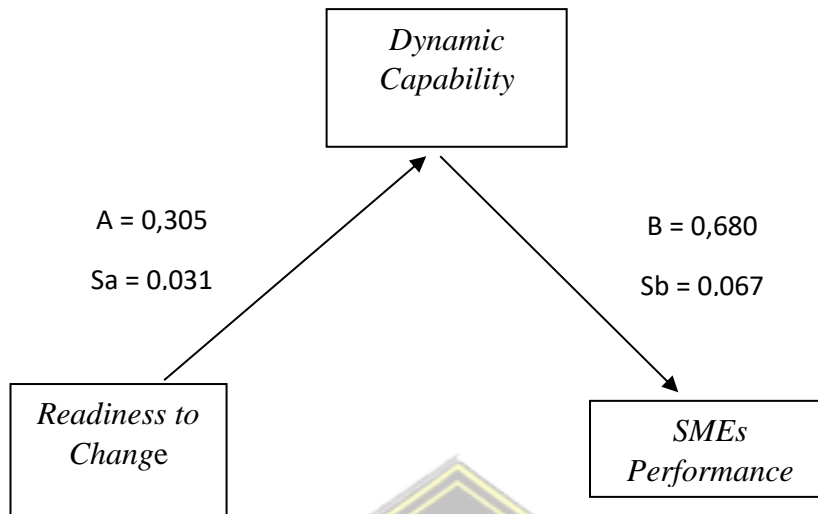 Dynamic
Capability
A = 0,305
Sa = 0,031
B = 0,680
Sb = 0,067
Readiness to
Change
SMEs
Performance